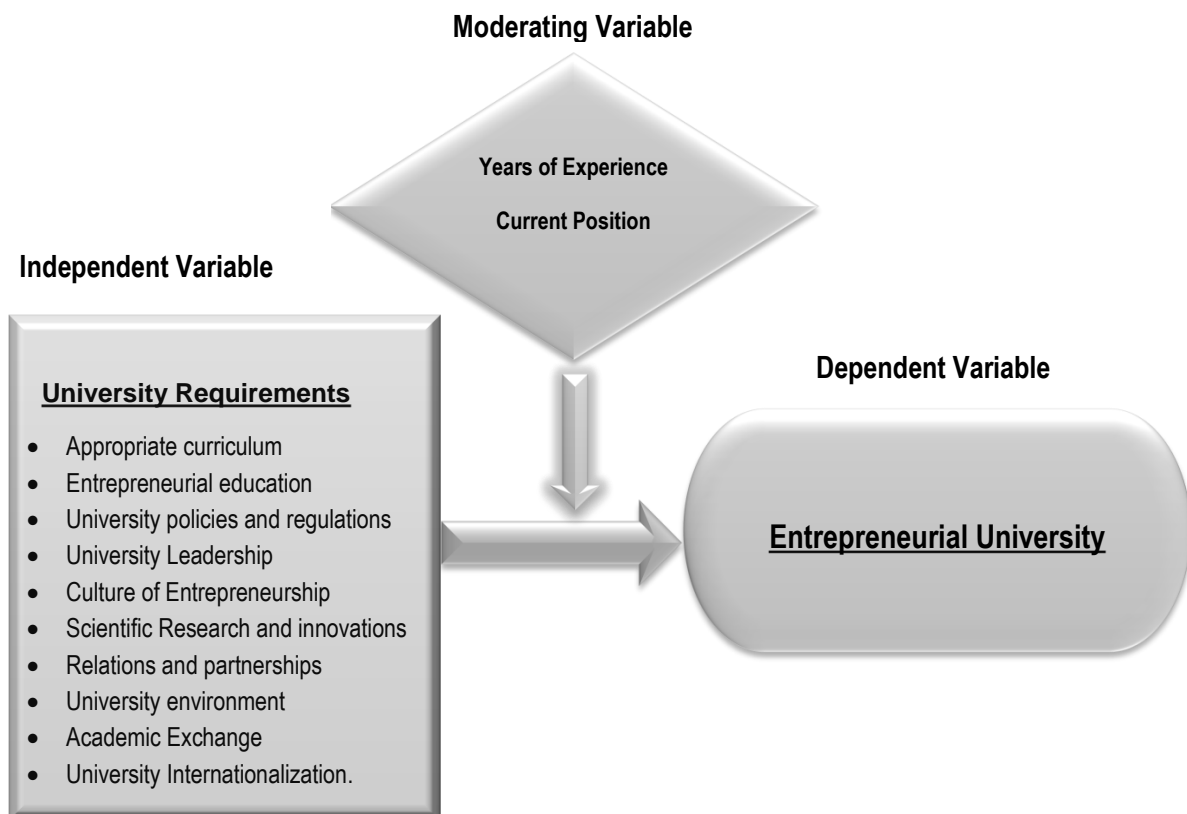 Moderating Variable
Years of Experience
Current Position
Independent Variable
University Requirements
• Appropriate curriculum
• Entrepreneurial education
• University policies and regulations
• University Leadership
• Culture of Entrepreneurship
• Scientific Research and innovations
• Relations and partnerships
• University environment
• Academic Exchange
• University Internationalization.
Dependent Variable
Entrepreneurial University